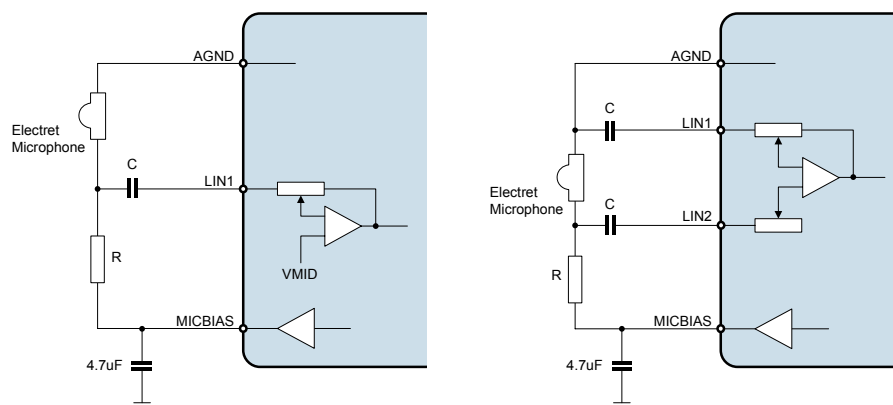 AGND
Electret
Microphone
C
LIN1
R
VMID
MICBIAS
4.7uF
AGND
C
LIN1
Electret
Microphone
C
LIN2
R
MICBIAS
4.7uF